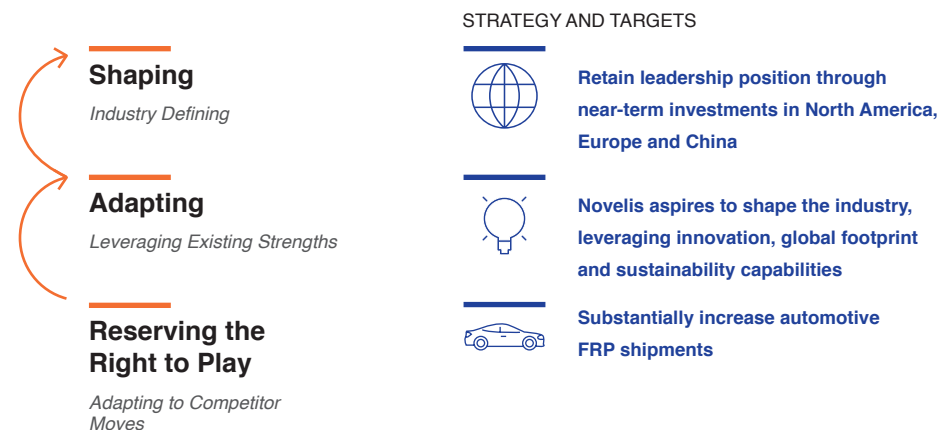 STRATEGY AND TARGETS
Shaping
Industry Defining
Adapting
Leveraging Existing Strengths
Reserving the
Right to Play
Adapting to Competitor
Moves
Retain leadership position through
near-term investments in North America,
Europe and China
Novelis aspires to shape the industry,
leveraging innovation, global footprint
and sustainability capabilities
Substantially increase automotive
FRP shipments